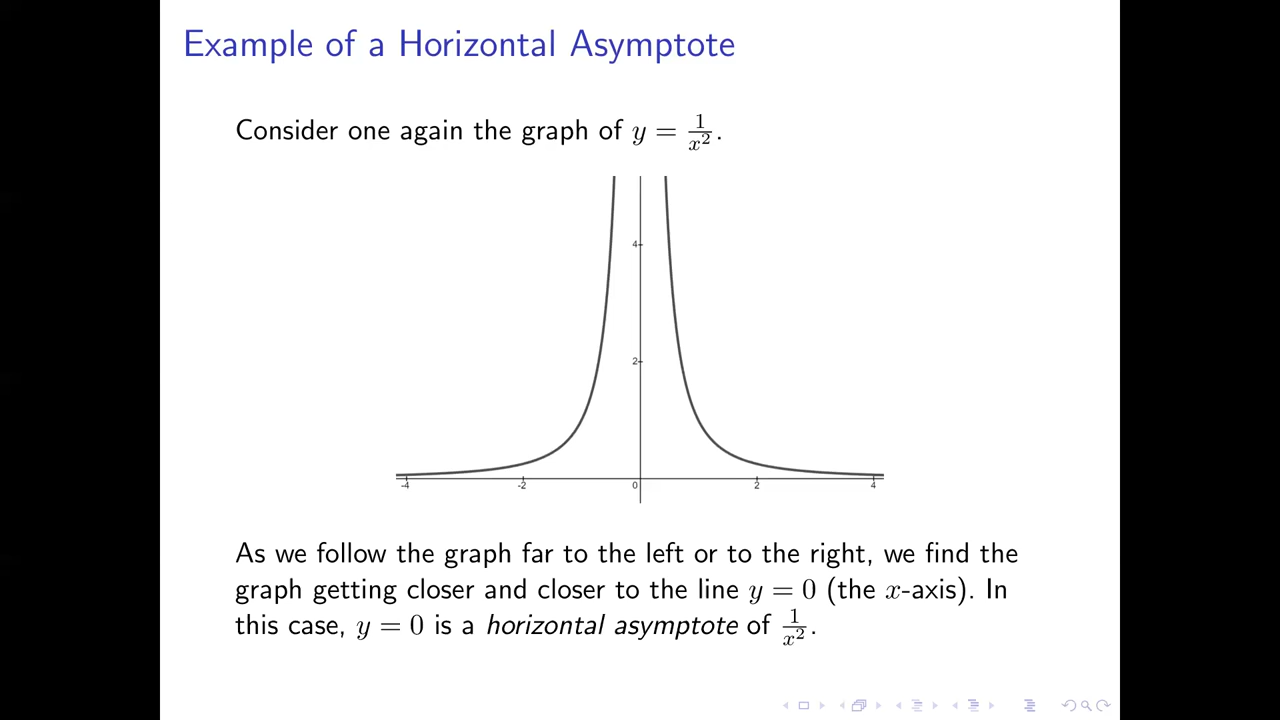 Example of a Horizontal Asymptote
Consider one again the graph of y = 1/x².
4
2
-4 -2 0 2 4
As we follow the graph far to the left or to the right, we find the
graph getting closer and closer to the line y = 0 (the x-axis). In
this case, y = 0 is a horizontal asymptote of 1/x².